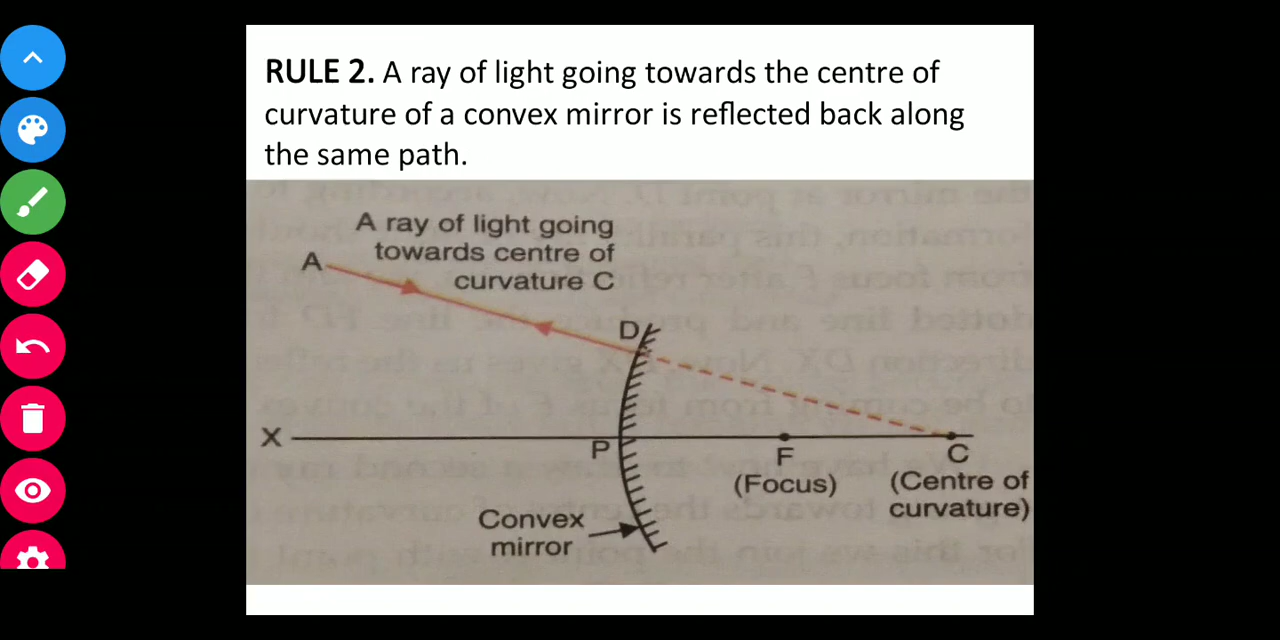 RULE 2. A ray of light going towards the centre of
curvature of a convex mirror is reflected back along
the same path.
A ray of light going
towards centre of
curvature C
A
D
X
P
F
(Focus)
C
(Centre of
curvature)
Convex
mirror